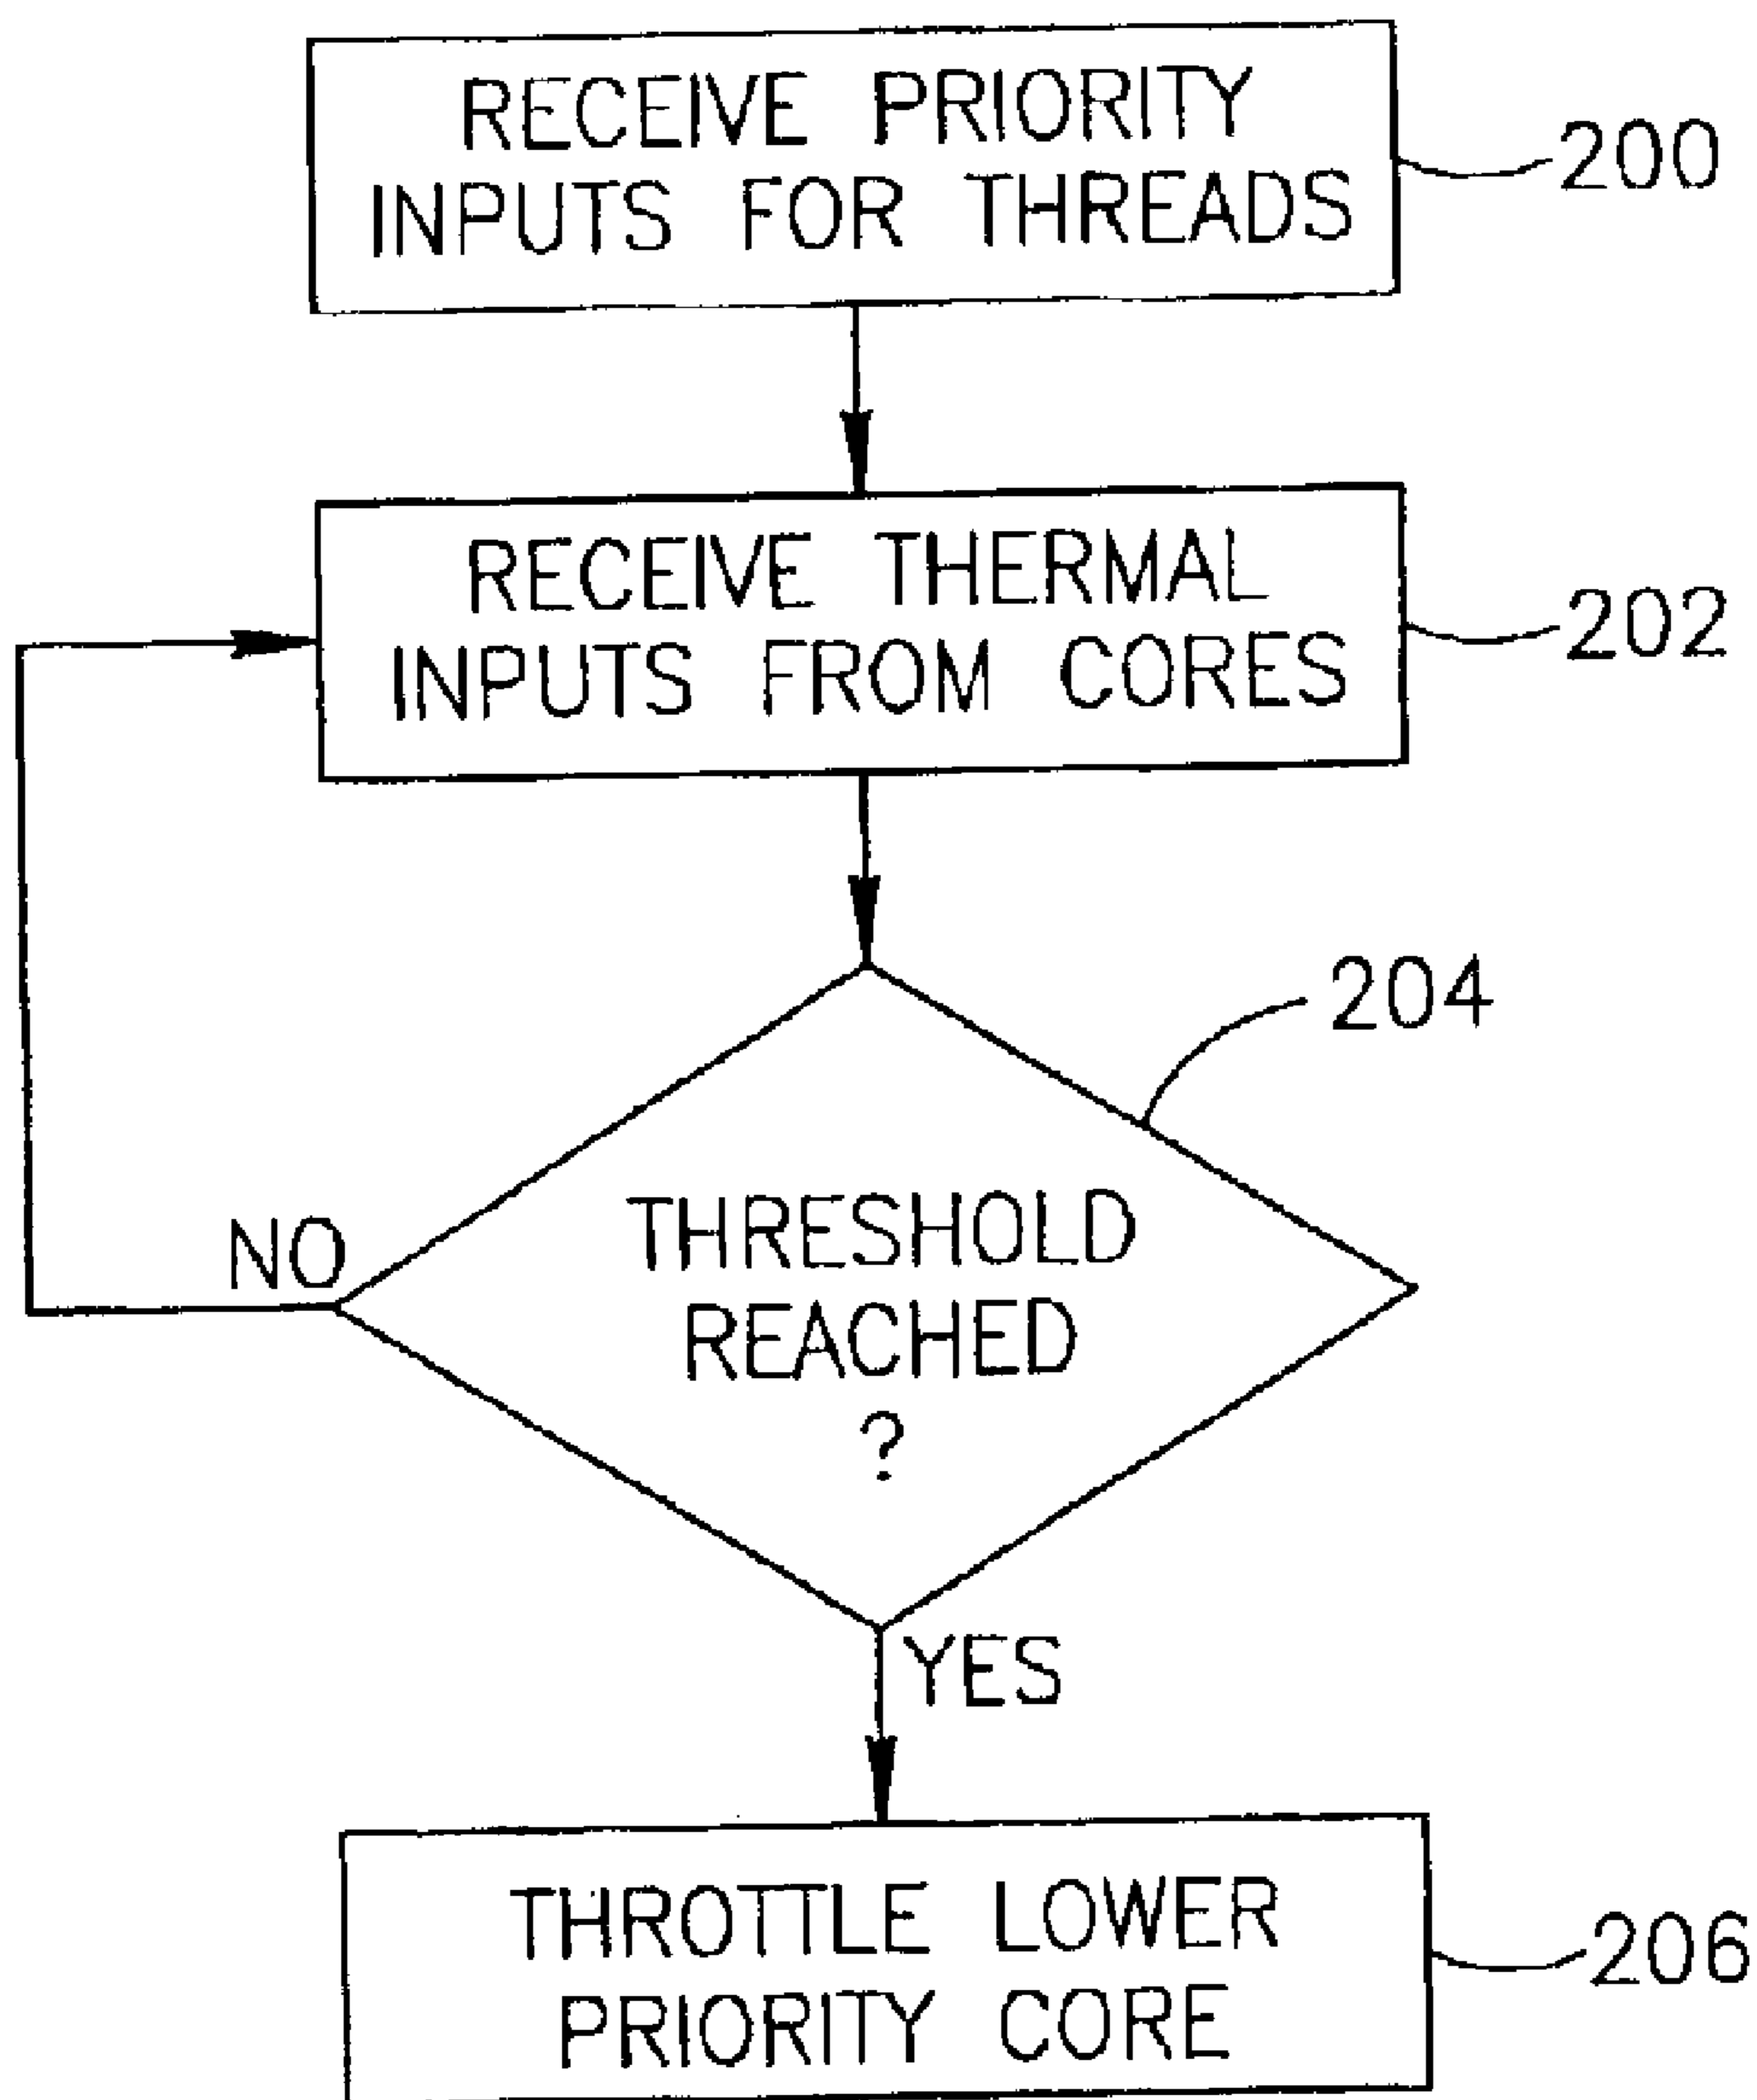 RECEIVE PRIORITY
INPUTS FOR THREADS
200
RECEIVE THERMAL
INPUTS FROM CORES
202
204
THRESHOLD
REACHED
?
NO
YES
THROTTLE LOWER
PRIORITY CORE
206